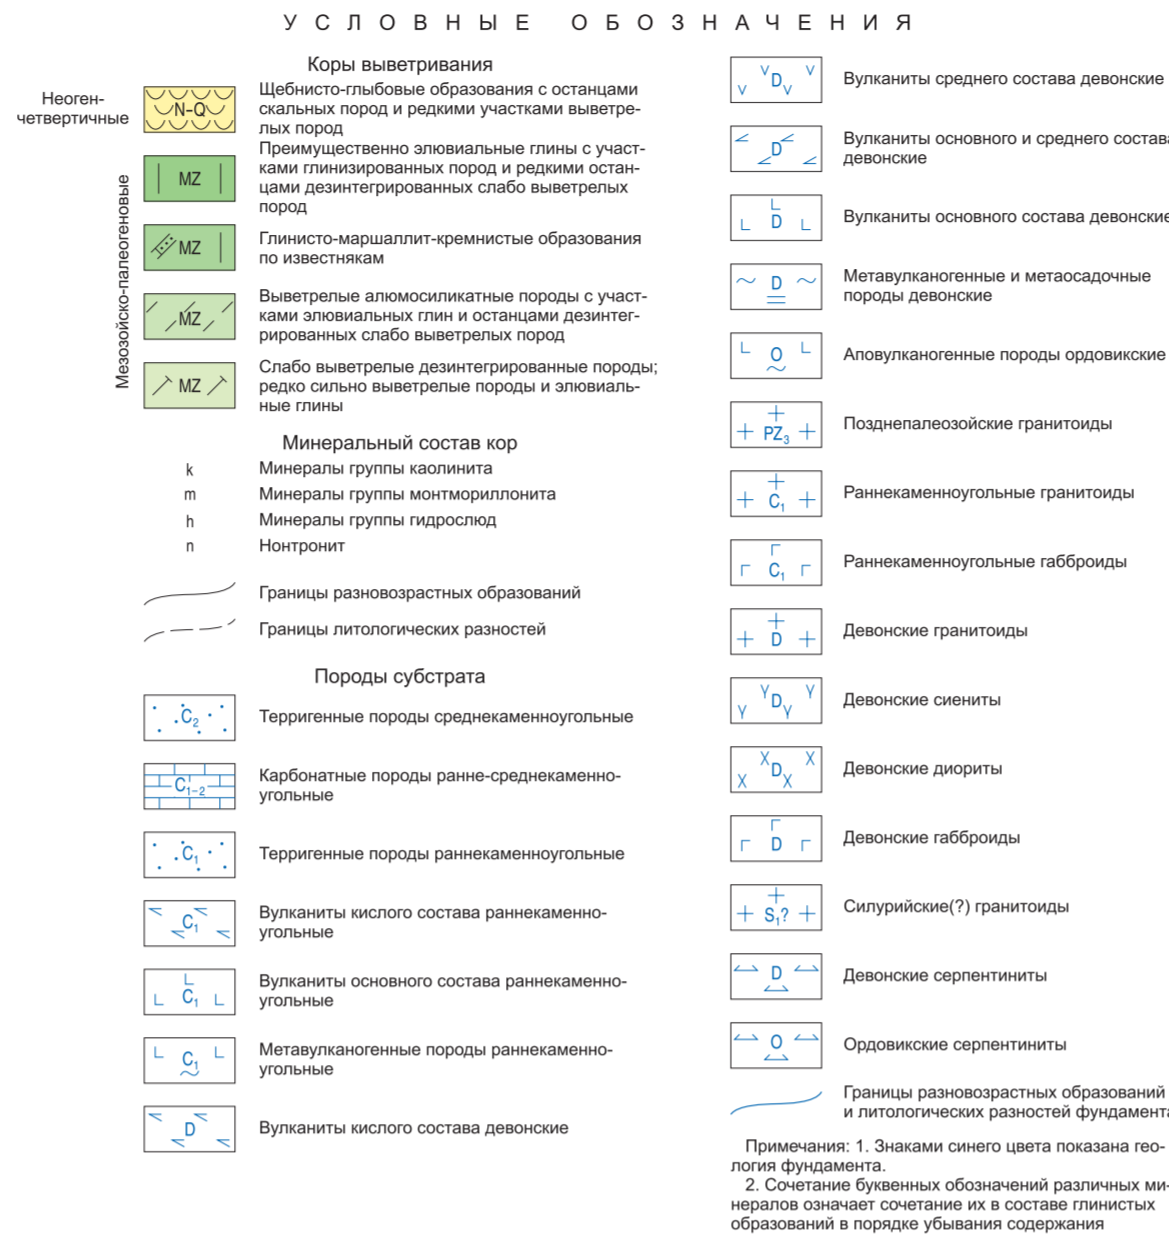 УСЛОВНЫЕ ОБОЗНАЧЕНИЯ
Коры выветривания
Неоген-
четвертичные
N-Q
Щебнисто-глыбовые образования с останцами
скальных пород и редкими участками выветре-
лых пород
Мезозойско-палеогеновые
MZ
Преимущественно элювиальные глины с участ-
ками глинизированных пород и редкими остан-
цами дезинтегрированных слабо выветрелых
пород
MZ
Глинисто-маршаллит-кремнистые образования
по известнякам
MZ
Выветрелые алюмосиликатные породы с участ-
ками элювиальных глин и останцами дезинтег-
рированных слабо выветрелых пород
MZ
Слабо выветрелые дезинтегрированные породы;
редко сильно выветрелые породы и элювиаль-
ные глины
Минеральный состав кор
k Минералы группы каолинита
m Минералы группы монтмориллонита
h Минералы группы гидрослюд
n Нонтронит
Границы разновозрастных образований
Границы литологических разностей
Породы субстрата
C₂ Терригенные породы среднекаменноугольные
C₁₋₂ Карбонатные породы ранне-среднекаменно-
угольные
C₁ Терригенные породы раннекаменноугольные
C₁ Вулканиты кислого состава раннекаменно-
угольные
C₁ Вулканиты основного состава раннекаменно-
угольные
C₁ Метавулканогенные породы раннекаменно-
угольные
D Вулканиты кислого состава девонские
D Вулканиты среднего состава девонские
D Вулканиты основного и среднего состава
девонские
D Вулканиты основного состава девонские
D Метавулканогенные и метаосадочные
породы девонские
O Аповулканогенные породы ордовикские
PZ₃ Позднепалеозойские гранитоиды
C₁ Раннекаменноугольные гранитоиды
C₁ Раннекаменноугольные габброиды
D Девонские гранитоиды
D Девонские сиениты
D Девонские диориты
D Девонские габброиды
S₁? Силурийские(?) гранитоиды
D Девонские серпентиниты
O Ордовикские серпентиниты
Границы разновозрастных образований
и литологических разностей фундамента
Примечания: 1. Знаками синего цвета показана гео-
логия фундамента.
2. Сочетание буквенных обозначений различных ми-
нералов означает сочетание их в составе глинистых
образований в порядке убывания содержания